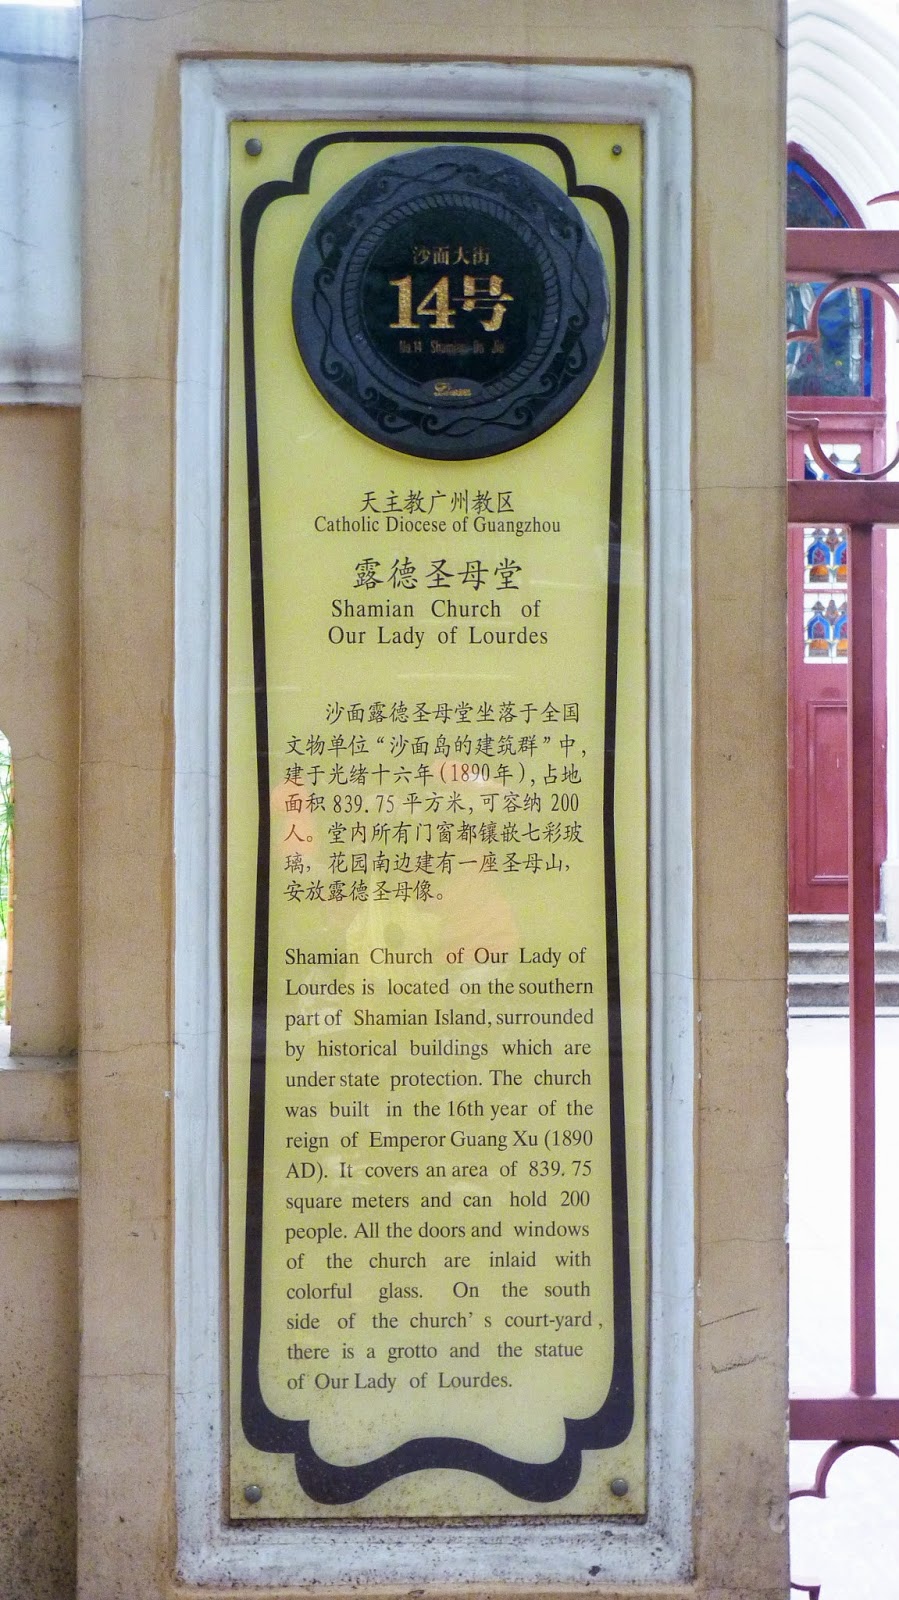 沙面大街
14号
No.14 Shamian Da Jie
天主教广州教区
Catholic Diocese of Guangzhou
露德圣母堂
Shamian Church of
Our Lady of Lourdes
沙面露德圣母堂坐落于全国
文物单位“沙面岛的建筑群”中，
建于光绪十六年（1890年），占地
面积 839.75 平方米，可容纳 200
人。堂内所有门窗都镶嵌七彩玻
璃，花园南边建有一座圣母山，
安放露德圣母像。
Shamian Church of Our Lady of
Lourdes is located on the southern
part of Shamian Island, surrounded
by historical buildings which are
under state protection. The church
was built in the 16th year of the
reign of Emperor Guang Xu (1890
AD). It covers an area of 839. 75
square meters and can hold 200
people. All the doors and windows
of the church are inlaid with
colorful glass. On the south
side of the church’ s court-yard ,
there is a grotto and the statue
of Our Lady of Lourdes.